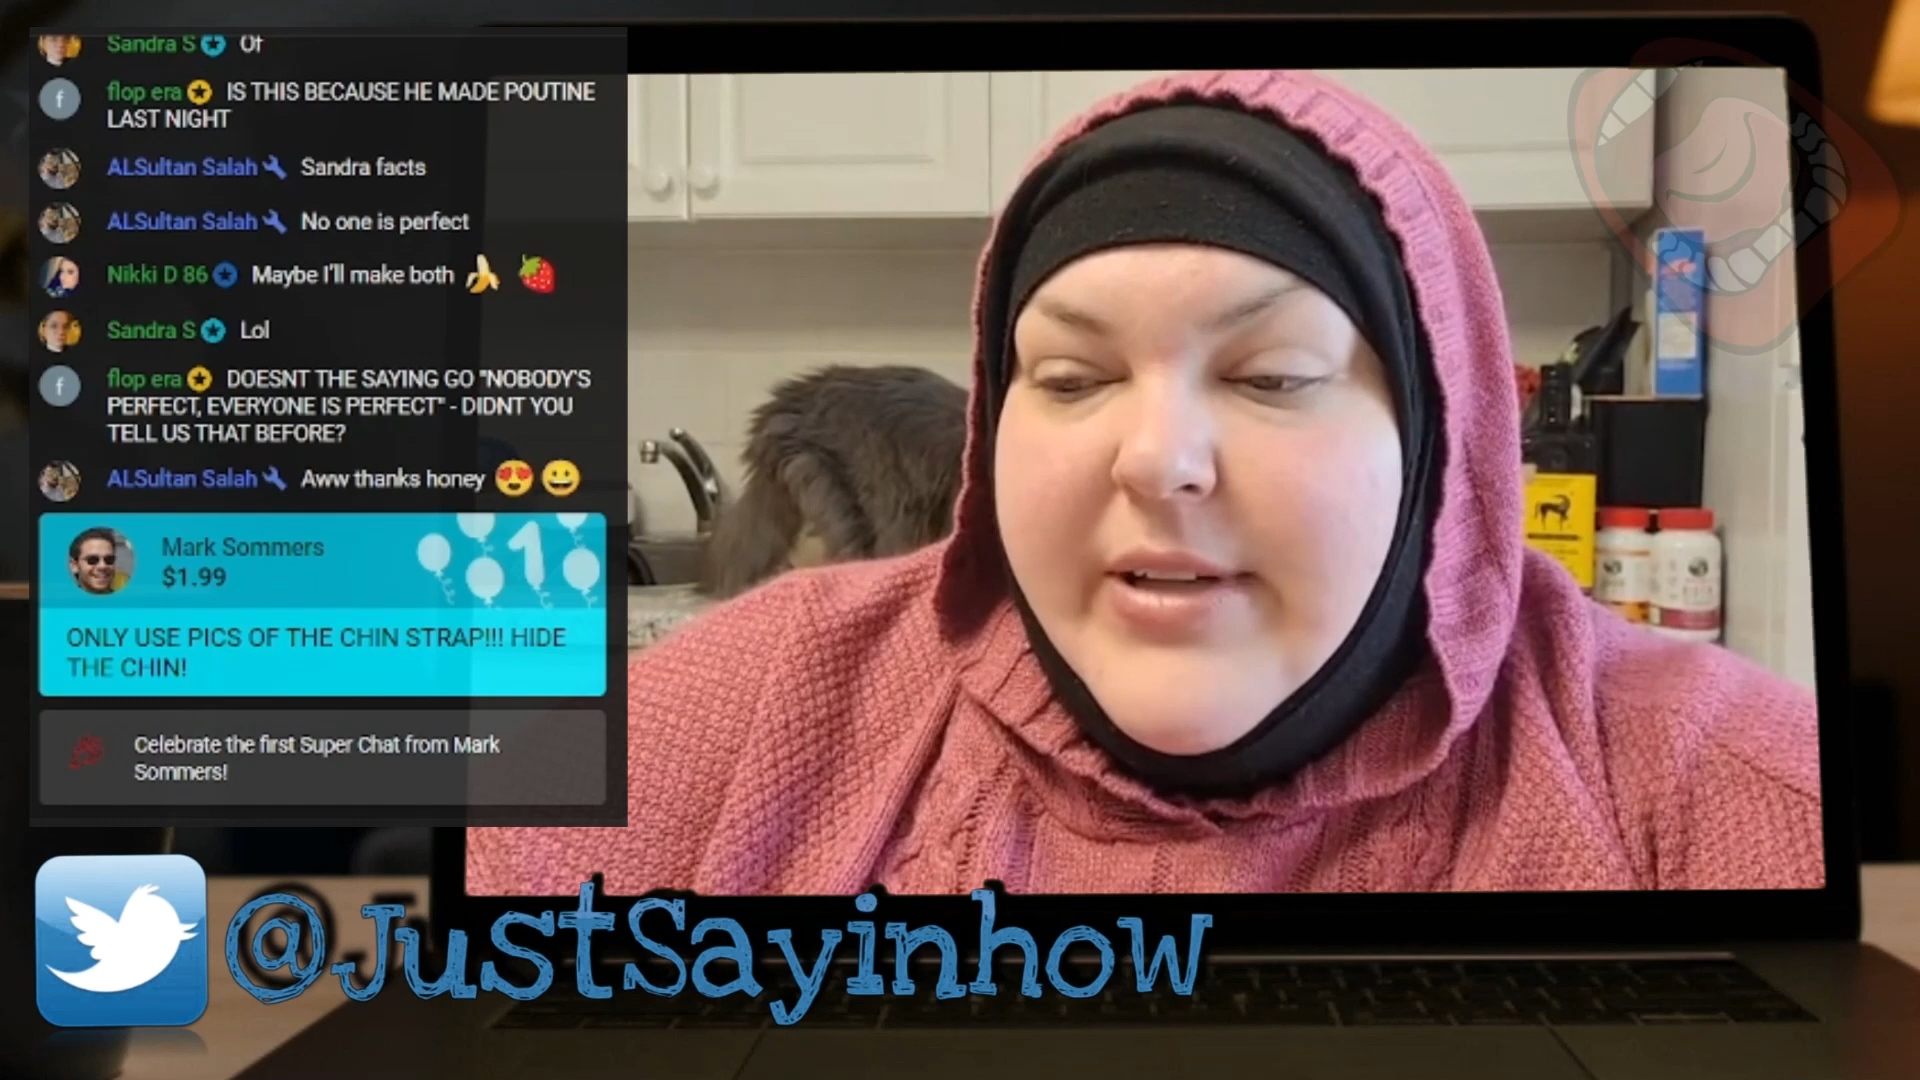 Sandra S Of
flop era IS THIS BECAUSE HE MADE POUTINE
LAST NIGHT
ALSultan Salah Sandra facts
ALSultan Salah No one is perfect
Nikki D 86 Maybe I'll make both
Sandra S Lol
f flop era DOESNT THE SAYING GO "NOBODY'S
PERFECT, EVERYONE IS PERFECT" - DIDNT YOU
TELL US THAT BEFORE?
ALSultan Salah Aww thanks honey
Mark Sommers
$1.99
1
ONLY USE PICS OF THE CHIN STRAP!!! HIDE
THE CHIN!
Celebrate the first Super Chat from Mark
Sommers!
@JustSayinhow